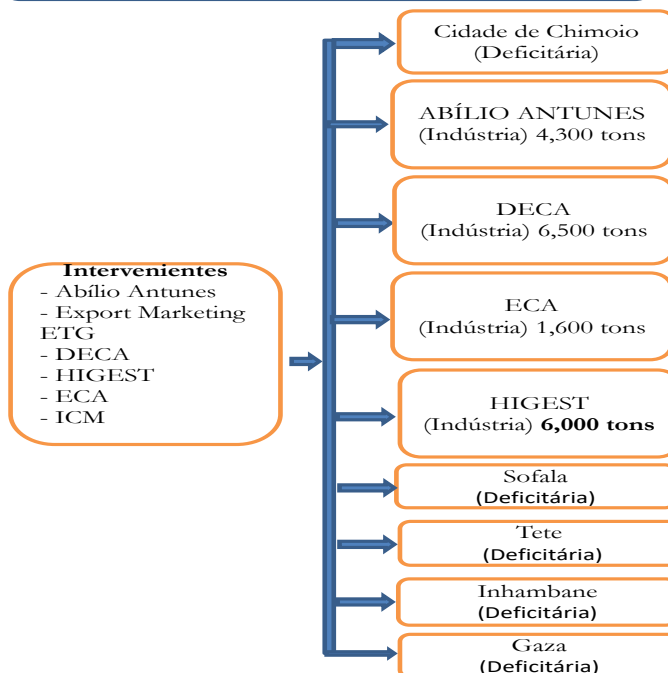 Intervenientes
- Abílio Antunes
- Export Marketing
ETG
- DECA
- HIGEST
- ECA
- ICM
Cidade de Chimoio
(Deficitária)
ABÍLIO ANTUNES
(Indústria) 4,300 tons
DECA
(Indústria) 6,500 tons
ECA
(Indústria) 1,600 tons
HIGEST
(Indústria) 6,000 tons
Sofala
(Deficitária)
Tete
(Deficitária)
Inhambane
(Deficitária)
Gaza
(Deficitária)